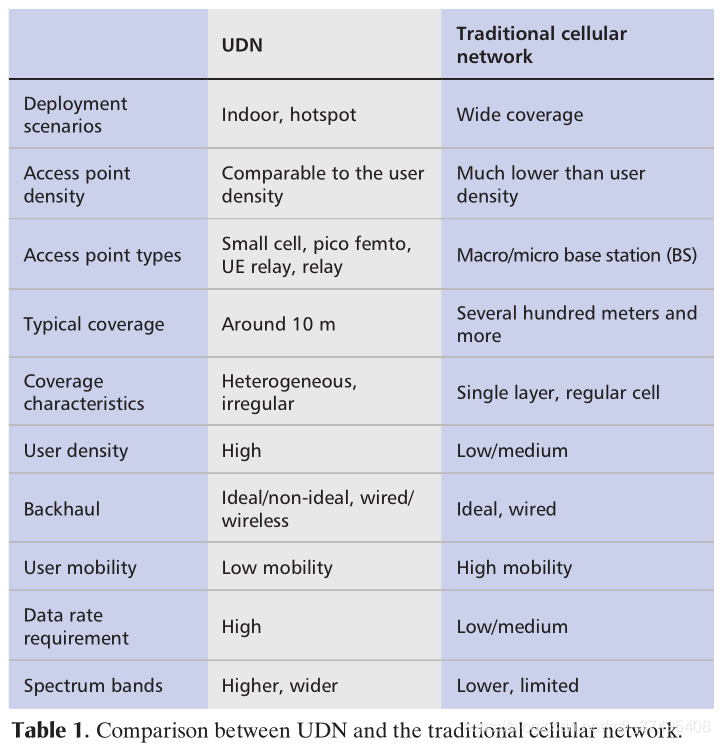 UDN
Traditional cellular
network
Deployment
scenarios
Indoor, hotspot
Wide coverage
Access point
density
Comparable to the user
density
Much lower than user
density
Access point types
Small cell, pico femto,
UE relay, relay
Macro/micro base station (BS)
Typical coverage
Around 10 m
Several hundred meters and
more
Coverage
characteristics
Heterogeneous,
irregular
Single layer, regular cell
User density
High
Low/medium
Backhaul
Ideal/non-ideal, wired/
wireless
Ideal, wired
User mobility
Low mobility
High mobility
Data rate
requirement
High
Low/medium
Spectrum bands
Higher, wider
Lower, limited
Table 1. Comparison between UDN and the traditional cellular network.